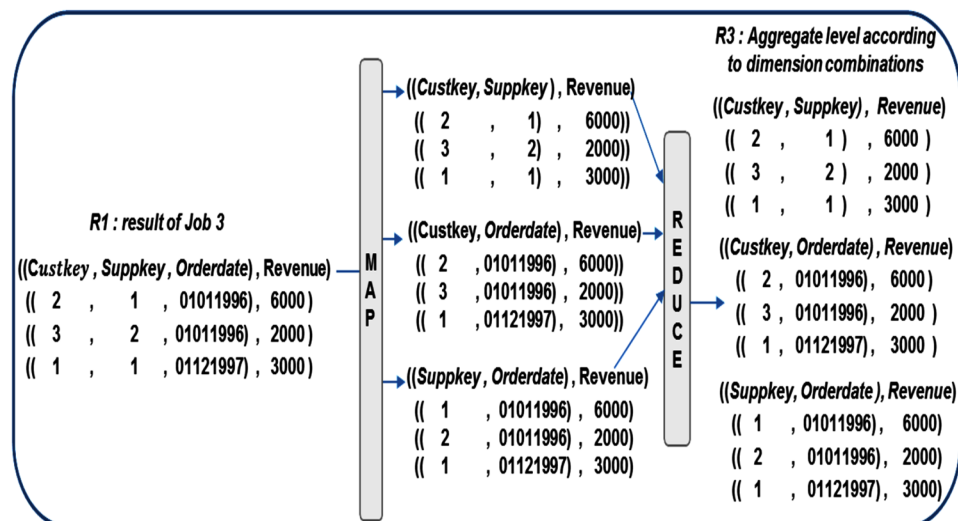 R1 : result of Job 3
((Custkey , Suppkey , Orderdate) , Revenue)
(( 2 , 1 , 01011996) , 6000 )
(( 3 , 2 , 01011996) , 2000 )
(( 1 , 1 , 01121997) , 3000 )
MAP
((Custkey, Suppkey) , Revenue)
(( 2 , 1) , 6000))
(( 3 , 2) , 2000))
(( 1 , 1) , 3000))
((Custkey, Orderdate) , Revenue)
(( 2 ,01011996) , 6000))
(( 3 ,01011996) , 2000))
(( 1 ,01121997) , 3000))
((Suppkey , Orderdate) , Revenue)
(( 1 , 01011996) , 6000)
(( 2 , 01011996) , 2000)
(( 1 , 01121997) , 3000)
REDUCE
R3 : Aggregate level according
to dimension combinations
((Custkey, Suppkey) , Revenue)
(( 2 , 1 ) , 6000 )
(( 3 , 2 ) , 2000 )
(( 1 , 1 ) , 3000 )
((Custkey, Orderdate) , Revenue)
(( 2 , 01011996) , 6000)
(( 3 , 01011996) , 2000 )
(( 1 , 01121997) , 3000 )
((Suppkey , Orderdate) , Revenue)
(( 1 , 01011996) , 6000)
(( 2 , 01011996) , 2000)
(( 1 , 01121997) , 3000)